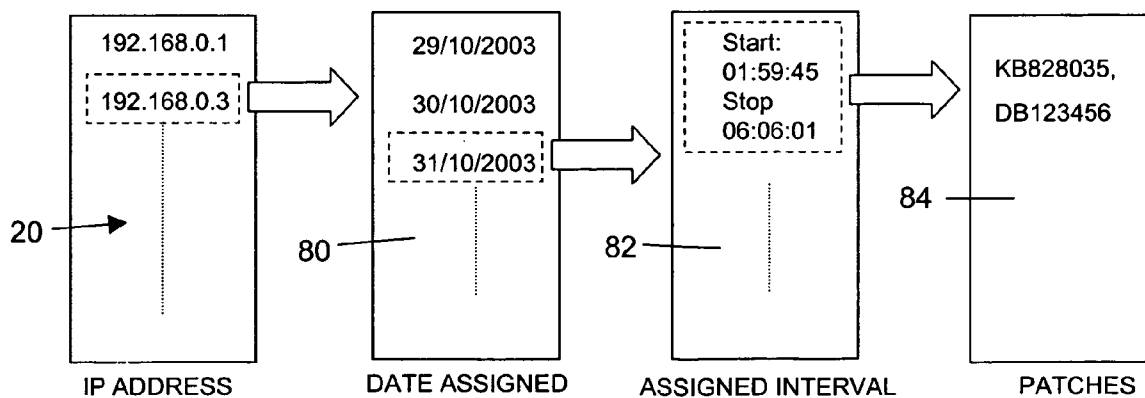 192.168.0.1
192.168.0.3
20
IP ADDRESS
29/10/2003
30/10/2003
31/10/2003
80
DATE ASSIGNED
Start:
01:59:45
Stop
06:06:01
82
ASSIGNED INTERVAL
KB828035,
DB123456
84
PATCHES